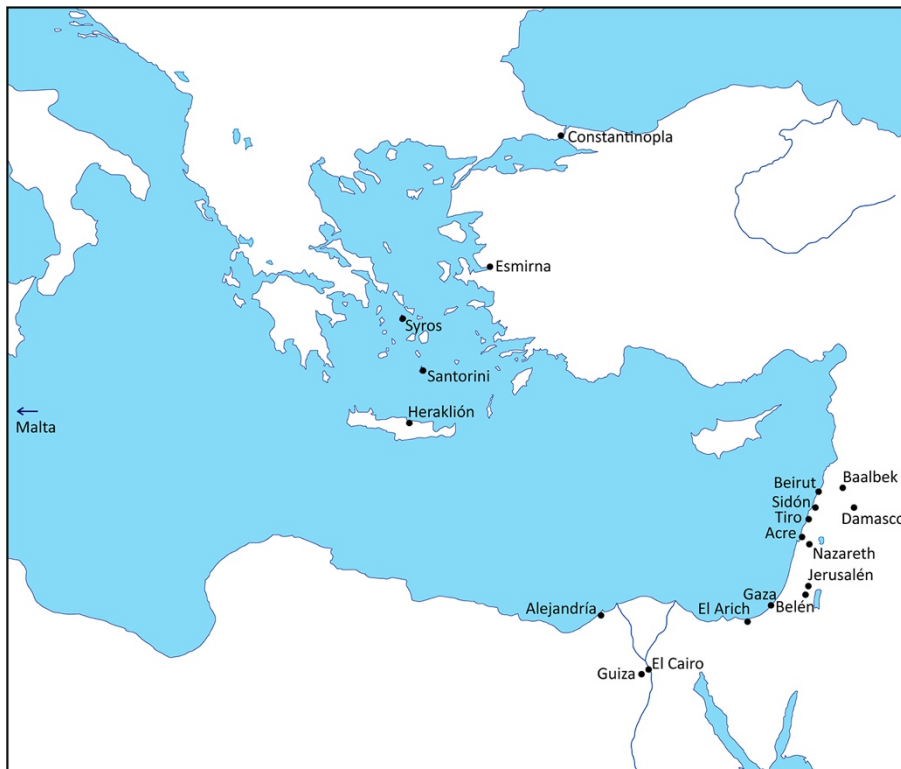 Constantinopla
Esmirna
Syros
Santorini
Heraklión
Malta
Beirut
Baalbek
Sidón
Tiro
Damasco
Acre
Nazareth
Jerusalén
Gaza
Belén
Alejandría
El Arich
El Cairo
Guiza